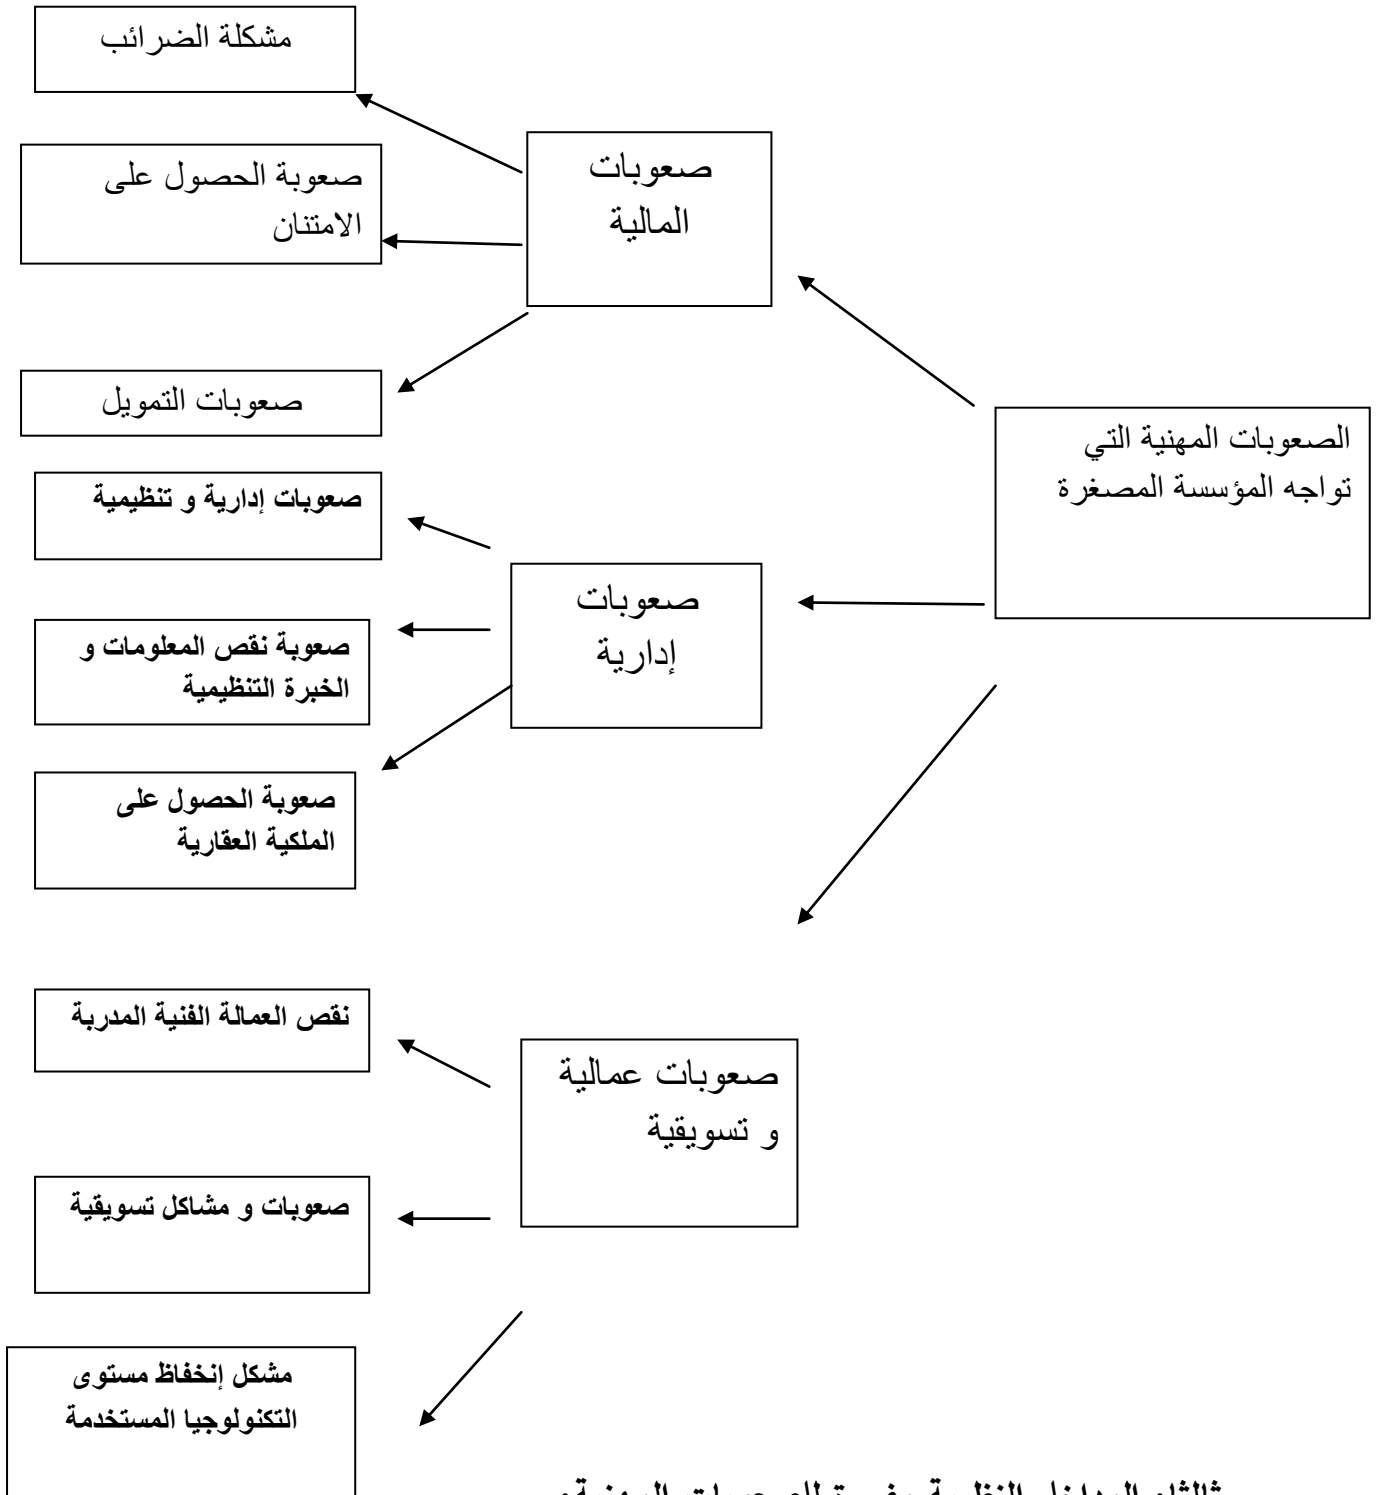 الصعوبات المهنية التي
تواجه المؤسسة المصغرة
صعوبات
المالية
مشكلة الضرائب
صعوبة الحصول على
الامتنان
صعوبات التمويل
صعوبات
إدارية
صعوبات إدارية و تنظيمية
صعوبة نقص المعلومات و
الخبرة التنظيمية
صعوبة الحصول على
الملكية العقارية
صعوبات عمالية
و تسويقية
نقص العمالة الفنية المدربة
صعوبات و مشاكل تسويقية
مشكل إنخفاظ مستوى
التكنولوجيا المستخدمة